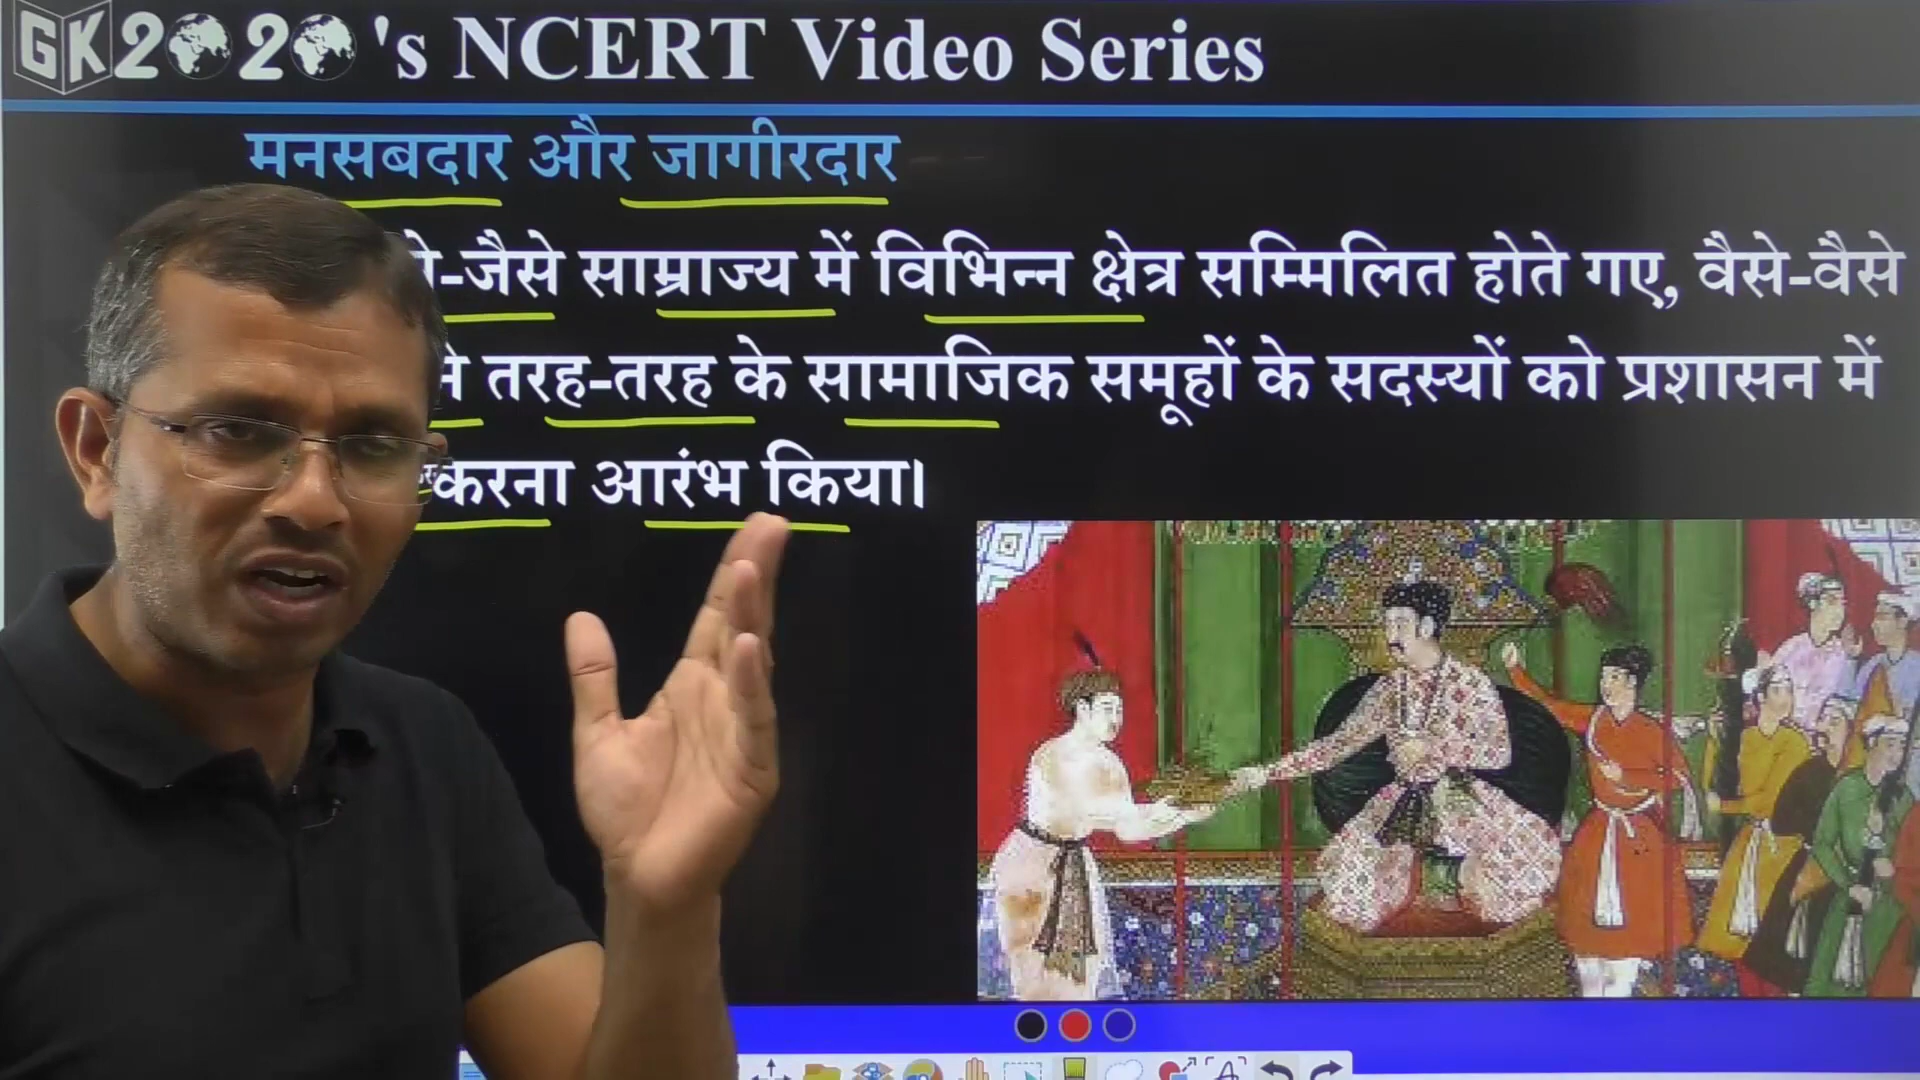 GK2020's NCERT Video Series
मनसबदार और जागीरदार
-जैसे साम्राज्य में विभिन्न क्षेत्र सम्मिलित होते गए, वैसे-वैसे
तरह-तरह के सामाजिक समूहों के सदस्यों को प्रशासन में
करना आरंभ किया।